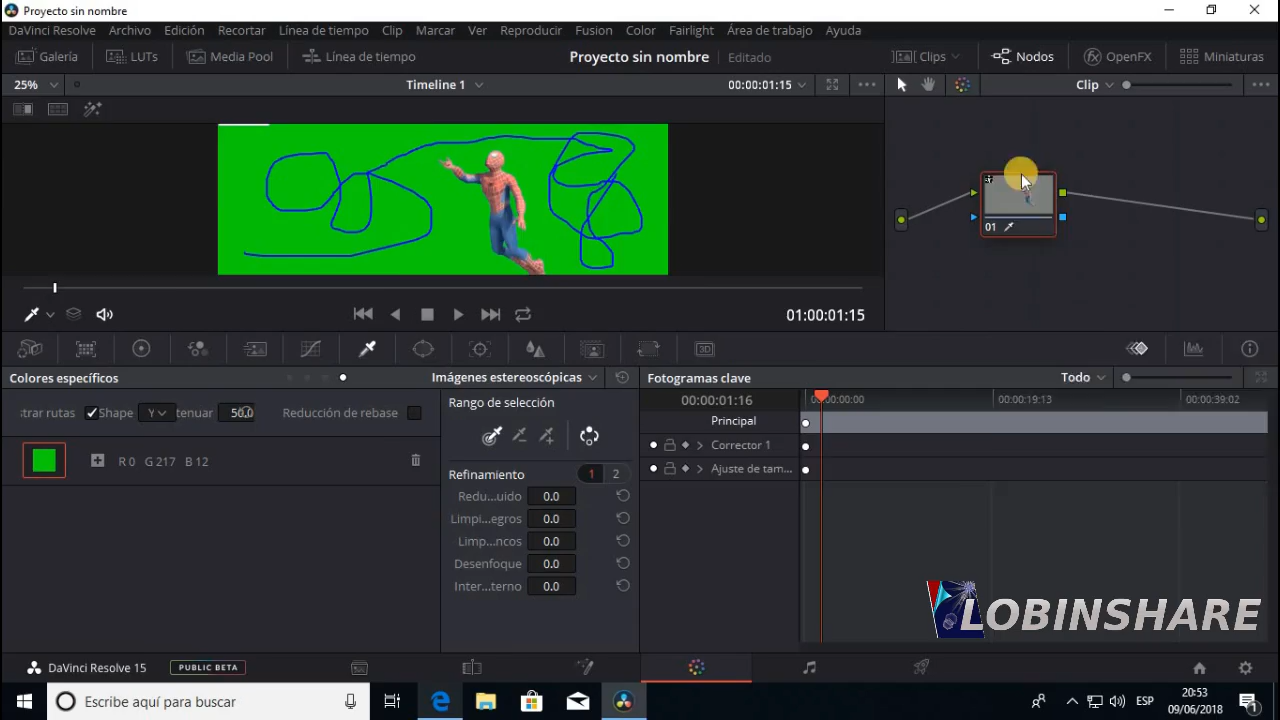 Proyecto sin nombre
DaVinci Resolve Archivo Edición Recortar Línea de tiempo Clip Marcar Ver Reproducir Fusion Color Fairlight Área de trabajo Ayuda
Galería LUTs Media Pool Línea de tiempo Proyecto sin nombre Editado Clips Nodos OpenFX Miniaturas
25% Timeline 1 00:00:01:15 Clip
01
01:00:01:15
Colores específicos Imágenes estereoscópicas Fotogramas clave Todo
strar rutas Shape Y tenuar 50.0 Reducción de rebase Rango de selección 00:00:01:16 00:00:00:00 00:00:19:13 00:00:39:02
Principal
Corrector 1
R 0 G 217 B 12 Ajuste de tam...
Refinamiento 1 2
Redu...uido 0.0
Limpi...egros 0.0
Limp...ncos 0.0
Desenfoque 0.0
Inter...terno 0.0
LOBINSHARE
DaVinci Resolve 15 PUBLIC BETA
Escribe aquí para buscar ESP 20:53
09/06/2018
1
3D